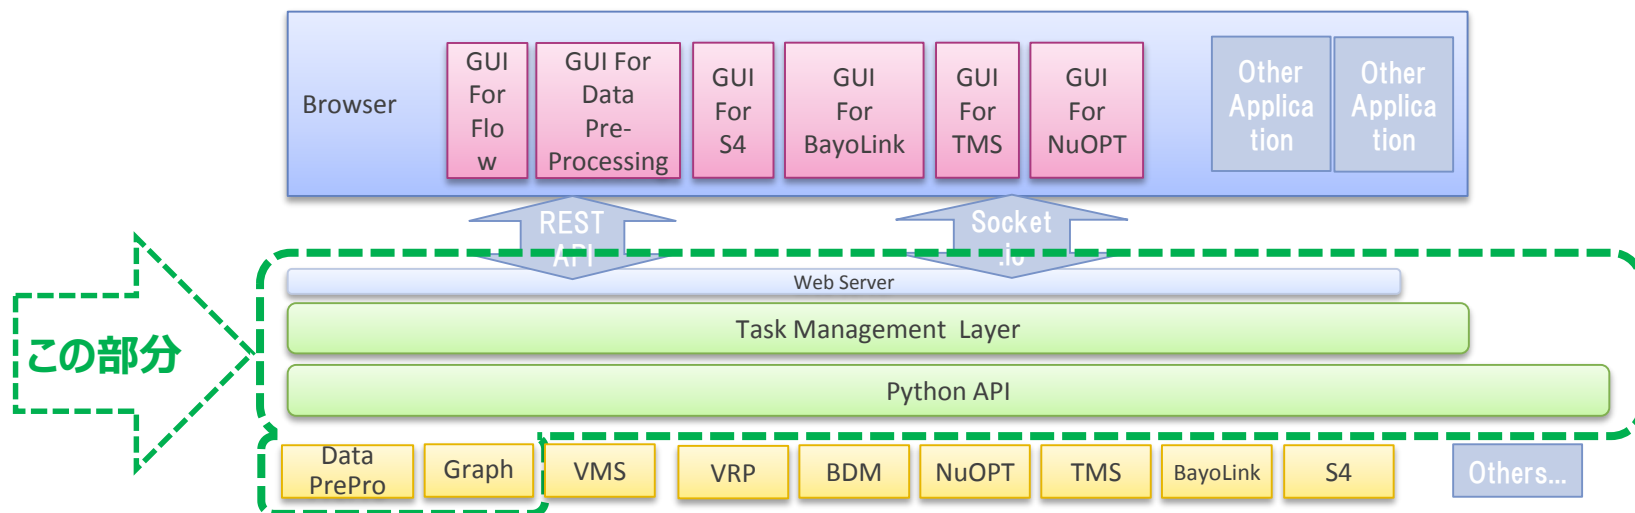 Browser
GUI
For
Flo
w
GUI For
Data
Pre-
Processing
GUI
For
S4
GUI
For
BayoLink
GUI
For
TMS
GUI
For
NuOPT
Other
Applica
tion
Other
Applica
tion
REST
API
Socket
.io
Web Server
Task Management Layer
Python API
この部分
Data
PrePro
Graph
VMS
VRP
BDM
NuOPT
TMS
BayoLink
S4
Others...